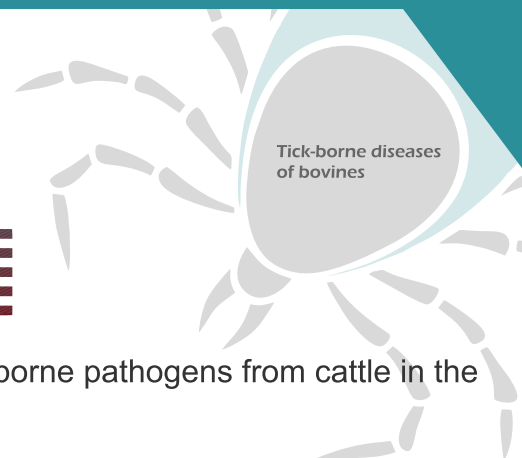 Tick-borne diseases
of bovines
borne pathogens from cattle in the